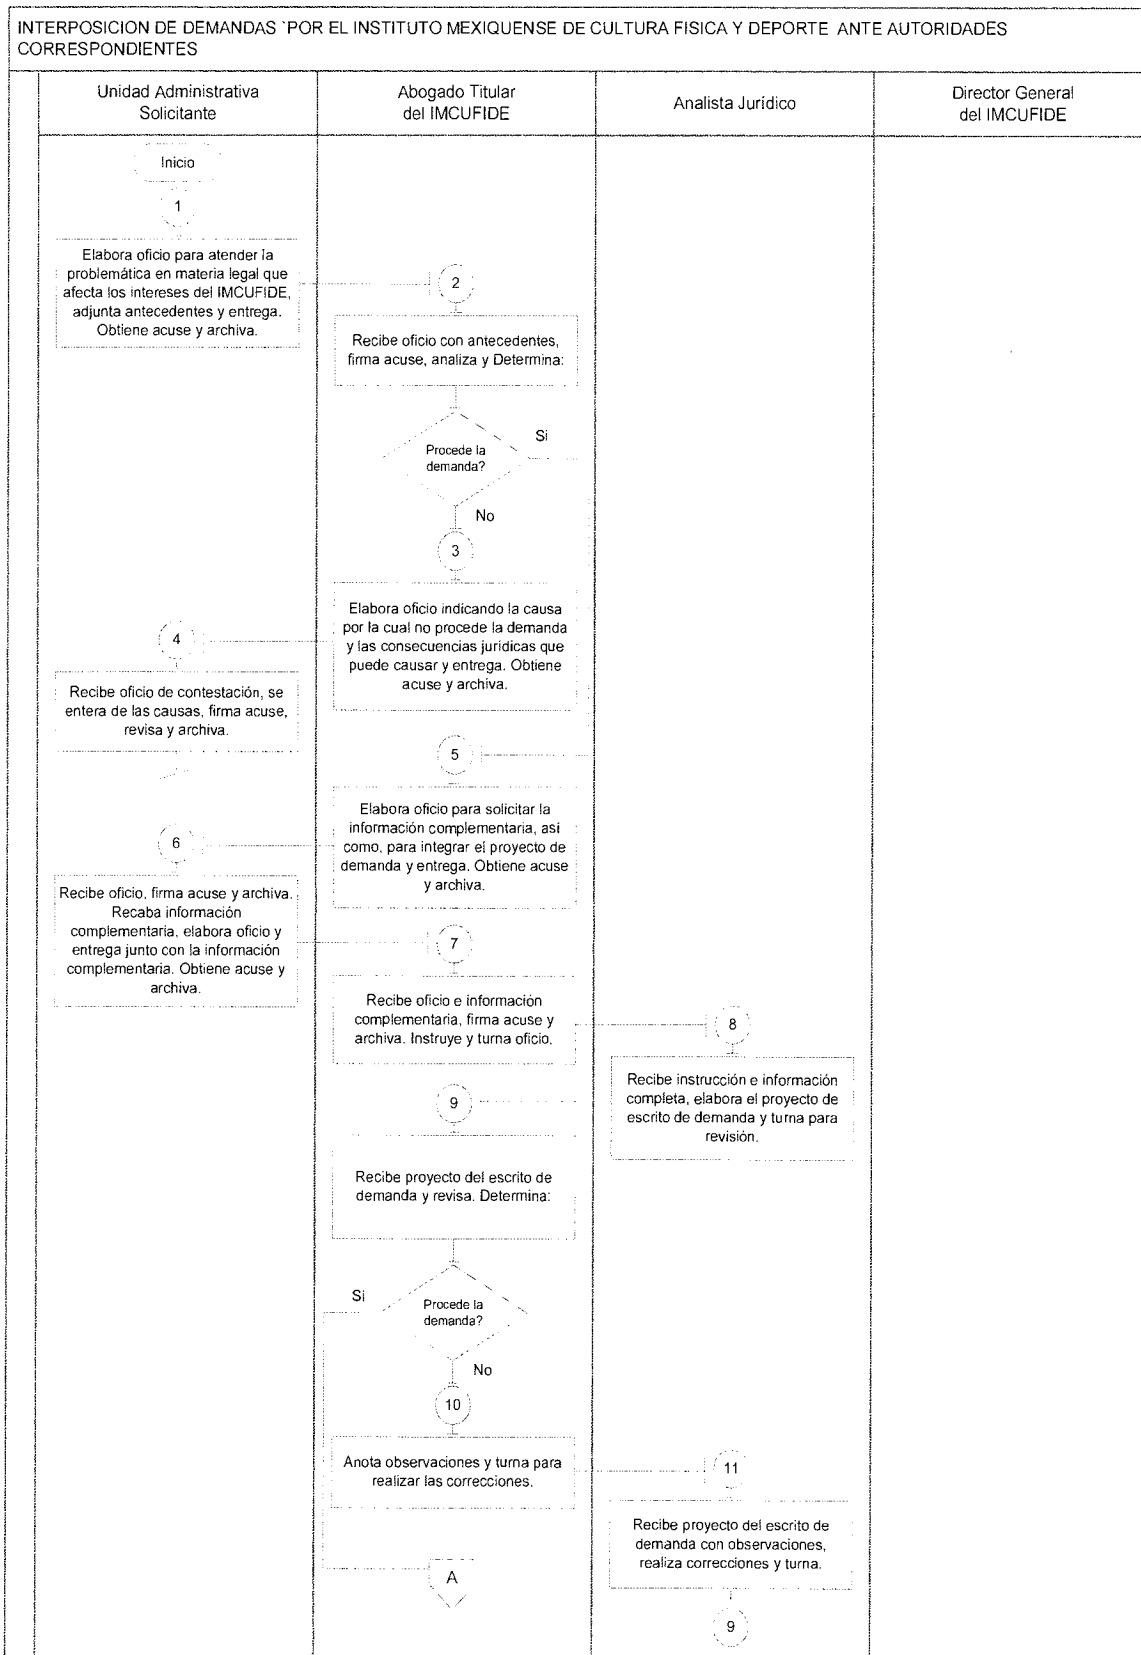 INTERPOSICION DE DEMANDAS `POR EL INSTITUTO MEXIQUENSE DE CULTURA FISICA Y DEPORTE ANTE AUTORIDADES
CORRESPONDIENTES
Unidad Administrativa
Solicitante
Abogado Titular
del IMCUFIDE
Analista Jurídico
Director General
del IMCUFIDE
Inicio
1
Elabora oficio para atender la
problemática en materia legal que
afecta los intereses del IMCUFIDE,
adjunta antecedentes y entrega.
Obtiene acuse y archiva.
2
Recibe oficio con antecedentes,
firma acuse, analiza y Determina:
Procede la
demanda?
Si
No
3
Elabora oficio indicando la causa
por la cual no procede la demanda
y las consecuencias jurídicas que
puede causar y entrega. Obtiene
acuse y archiva.
4
Recibe oficio de contestación, se
entera de las causas, firma acuse,
revisa y archiva.
5
Elabora oficio para solicitar la
información complementaria, así
como, para integrar el proyecto de
demanda y entrega. Obtiene acuse
y archiva.
6
Recibe oficio, firma acuse y archiva.
Recaba información
complementaria, elabora oficio y
entrega junto con la información
complementaria. Obtiene acuse y
archiva.
7
Recibe oficio e información
complementaria, firma acuse y
archiva. Instruye y turna oficio.
8
Recibe instrucción e información
completa, elabora el proyecto de
escrito de demanda y turna para
revisión.
9
Recibe proyecto del escrito de
demanda y revisa. Determina:
Procede la
demanda?
Si
No
10
Anota observaciones y turna para
realizar las correcciones.
11
Recibe proyecto del escrito de
demanda con observaciones,
realiza correcciones y turna.
A
9